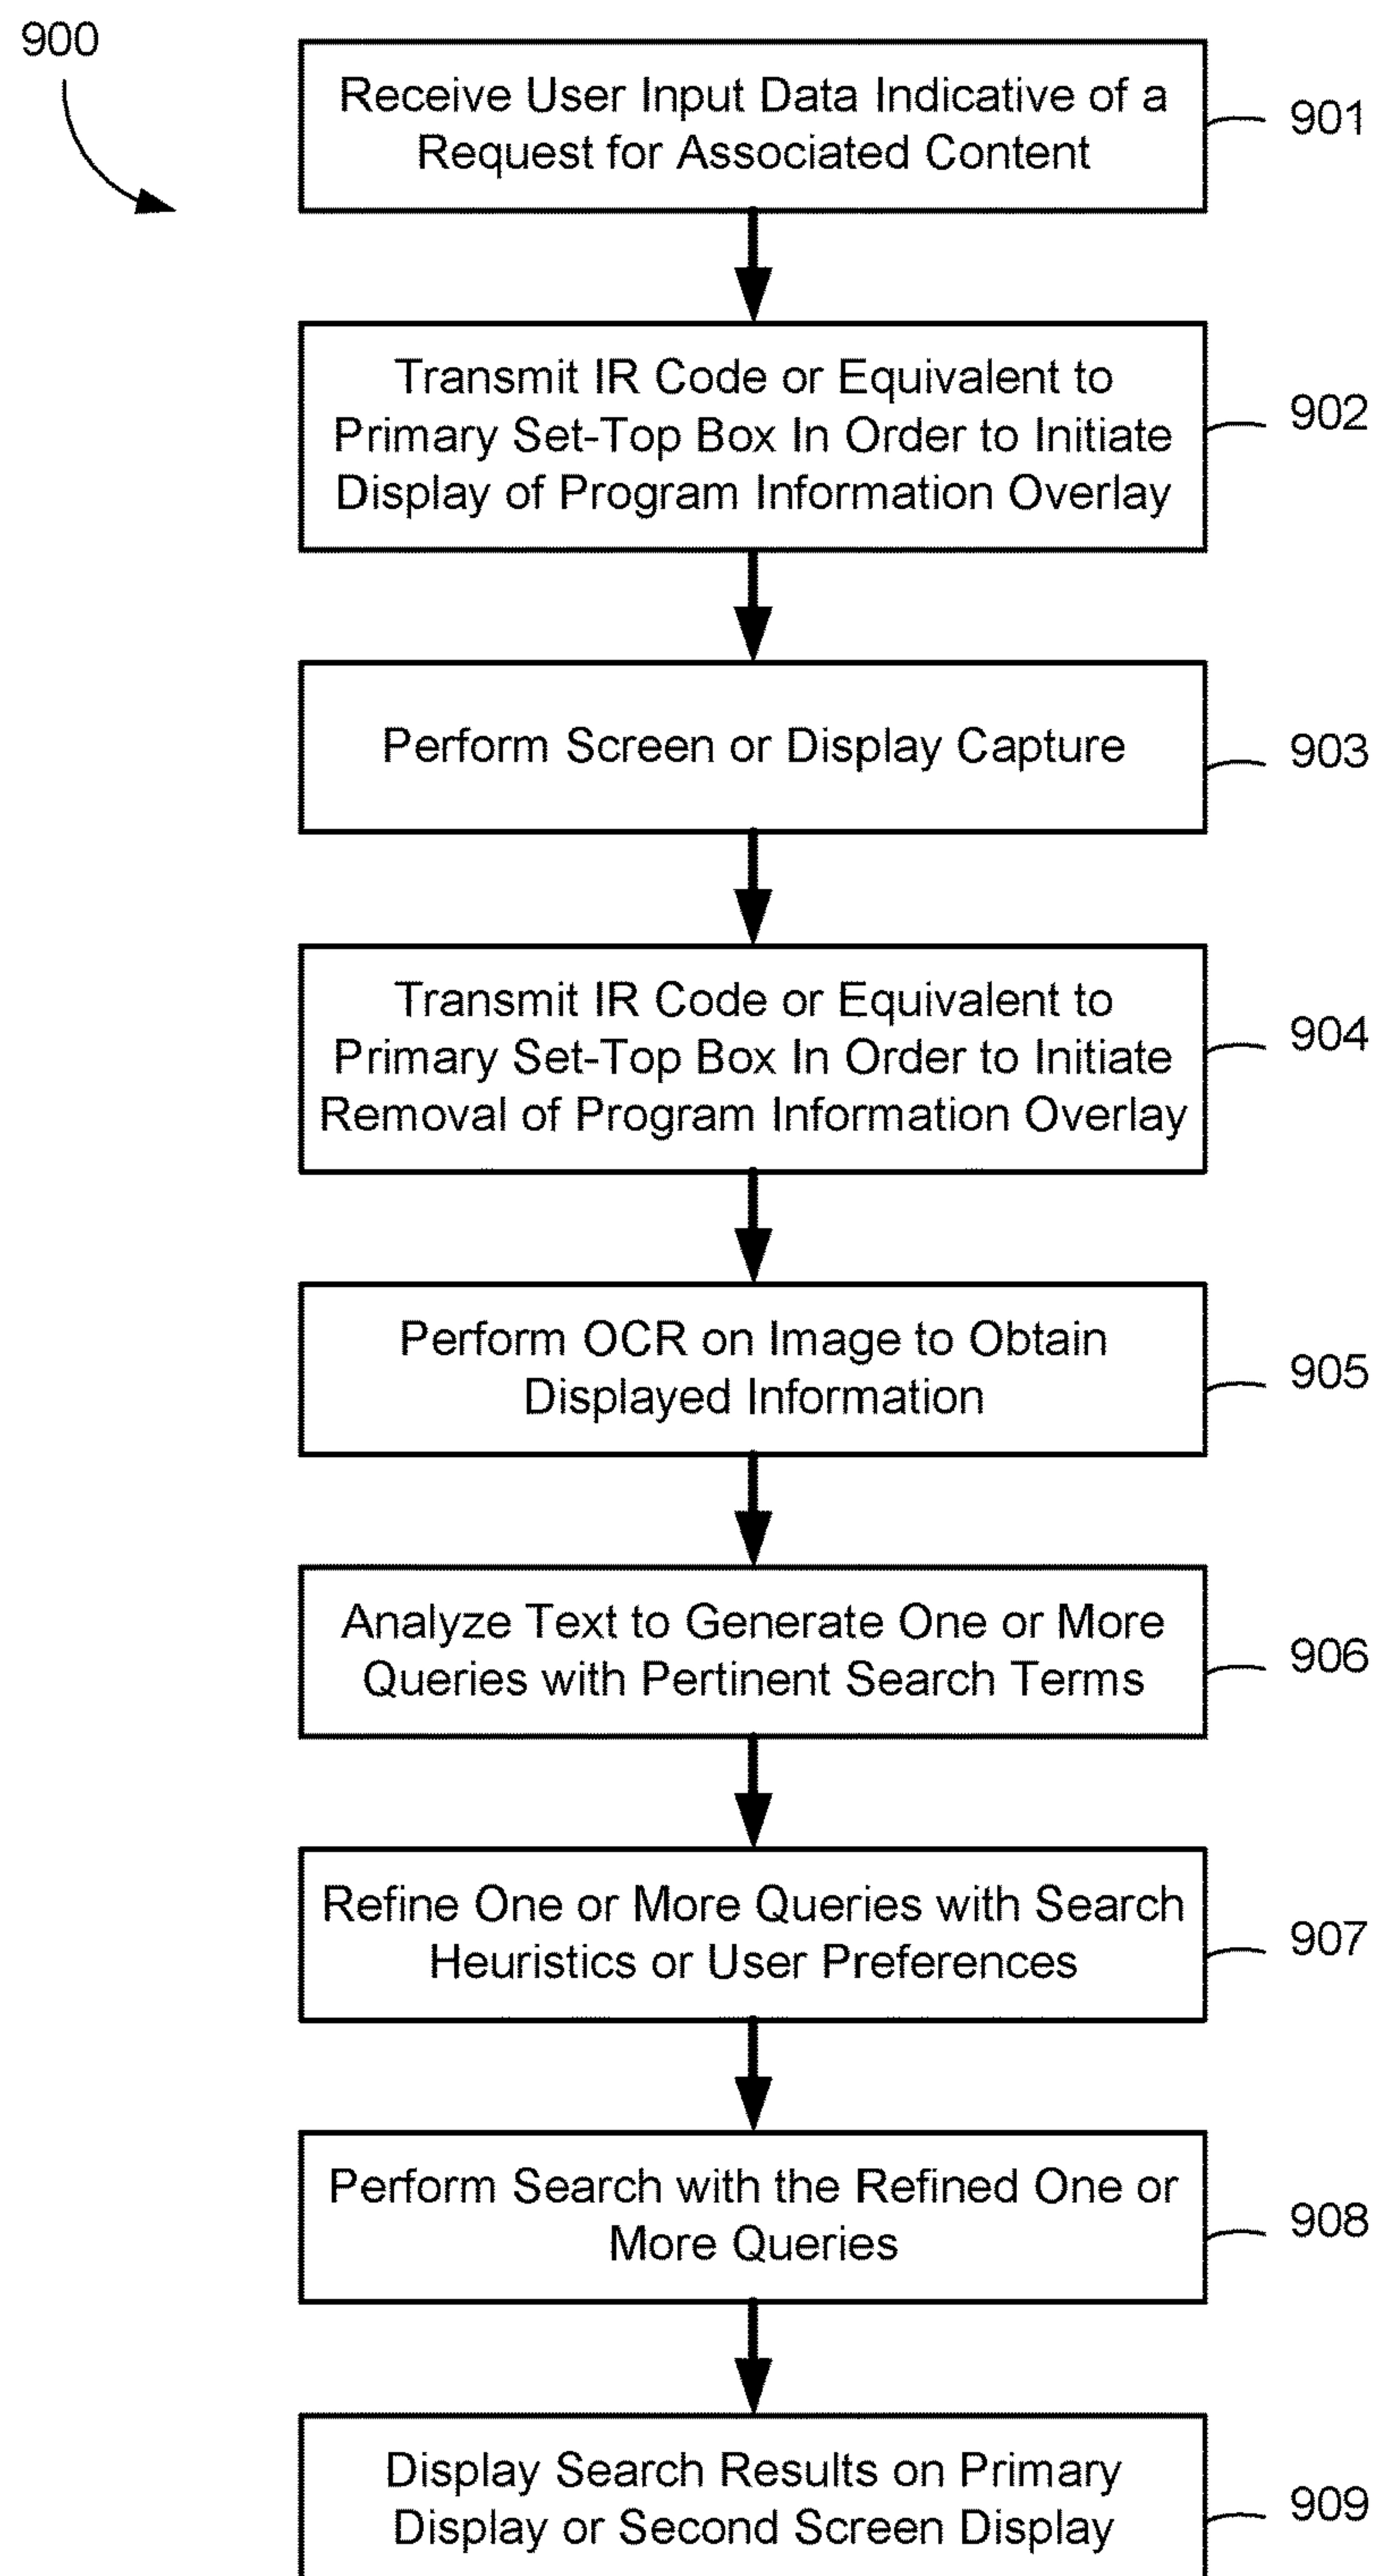 900
Receive User Input Data Indicative of a
Request for Associated Content
901
Transmit IR Code or Equivalent to
Primary Set-Top Box In Order to Initiate
Display of Program Information Overlay
902
Perform Screen or Display Capture
903
Transmit IR Code or Equivalent to
Primary Set-Top Box In Order to Initiate
Removal of Program Information Overlay
904
Perform OCR on Image to Obtain
Displayed Information
905
Analyze Text to Generate One or More
Queries with Pertinent Search Terms
906
Refine One or More Queries with Search
Heuristics or User Preferences
907
Perform Search with the Refined One or
More Queries
908
Display Search Results on Primary
Display or Second Screen Display
909